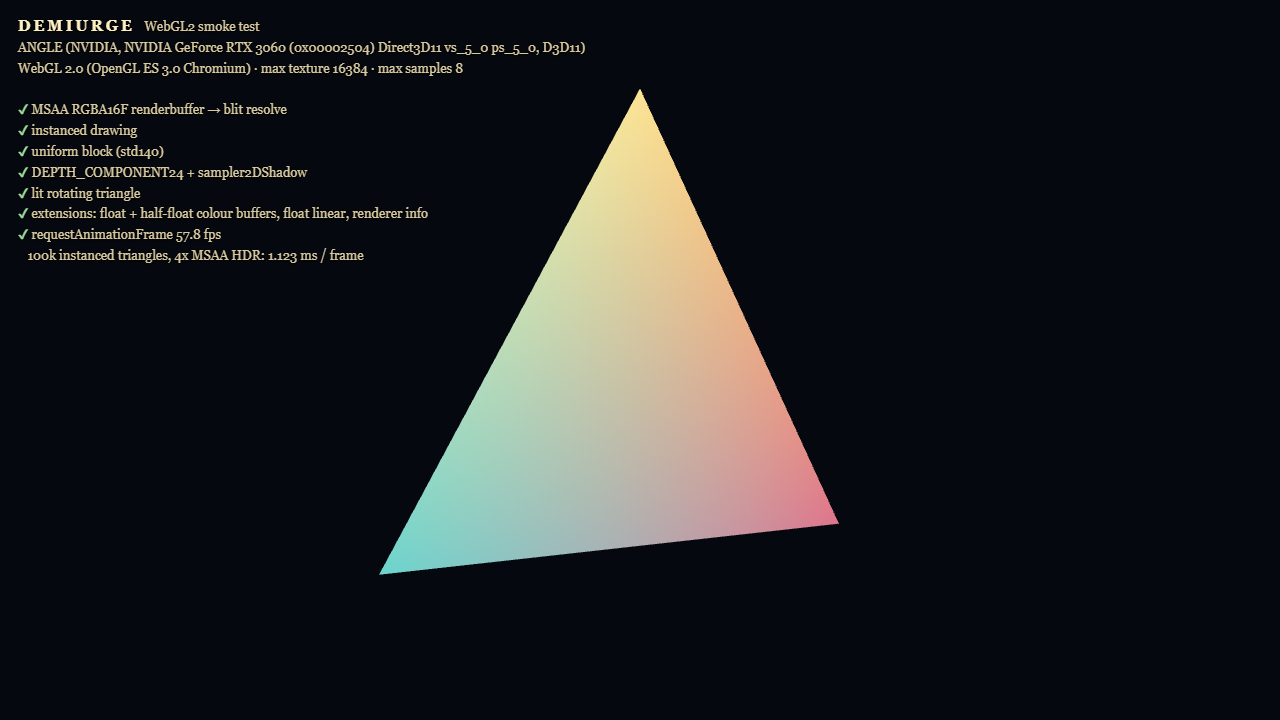 DEMIURGE WebGL2 smoke test
ANGLE (NVIDIA, NVIDIA GeForce RTX 3060 (0x00002504) Direct3D11 vs_5_0 ps_5_0, D3D11)
WebGL 2.0 (OpenGL ES 3.0 Chromium) · max texture 16384 · max samples 8
✓ MSAA RGBA16F renderbuffer → blit resolve
✓ instanced drawing
✓ uniform block (std140)
✓ DEPTH_COMPONENT24 + sampler2DShadow
✓ lit rotating triangle
✓ extensions: float + half-float colour buffers, float linear, renderer info
✓ requestAnimationFrame 57.8 fps
100k instanced triangles, 4x MSAA HDR: 1.123 ms / frame